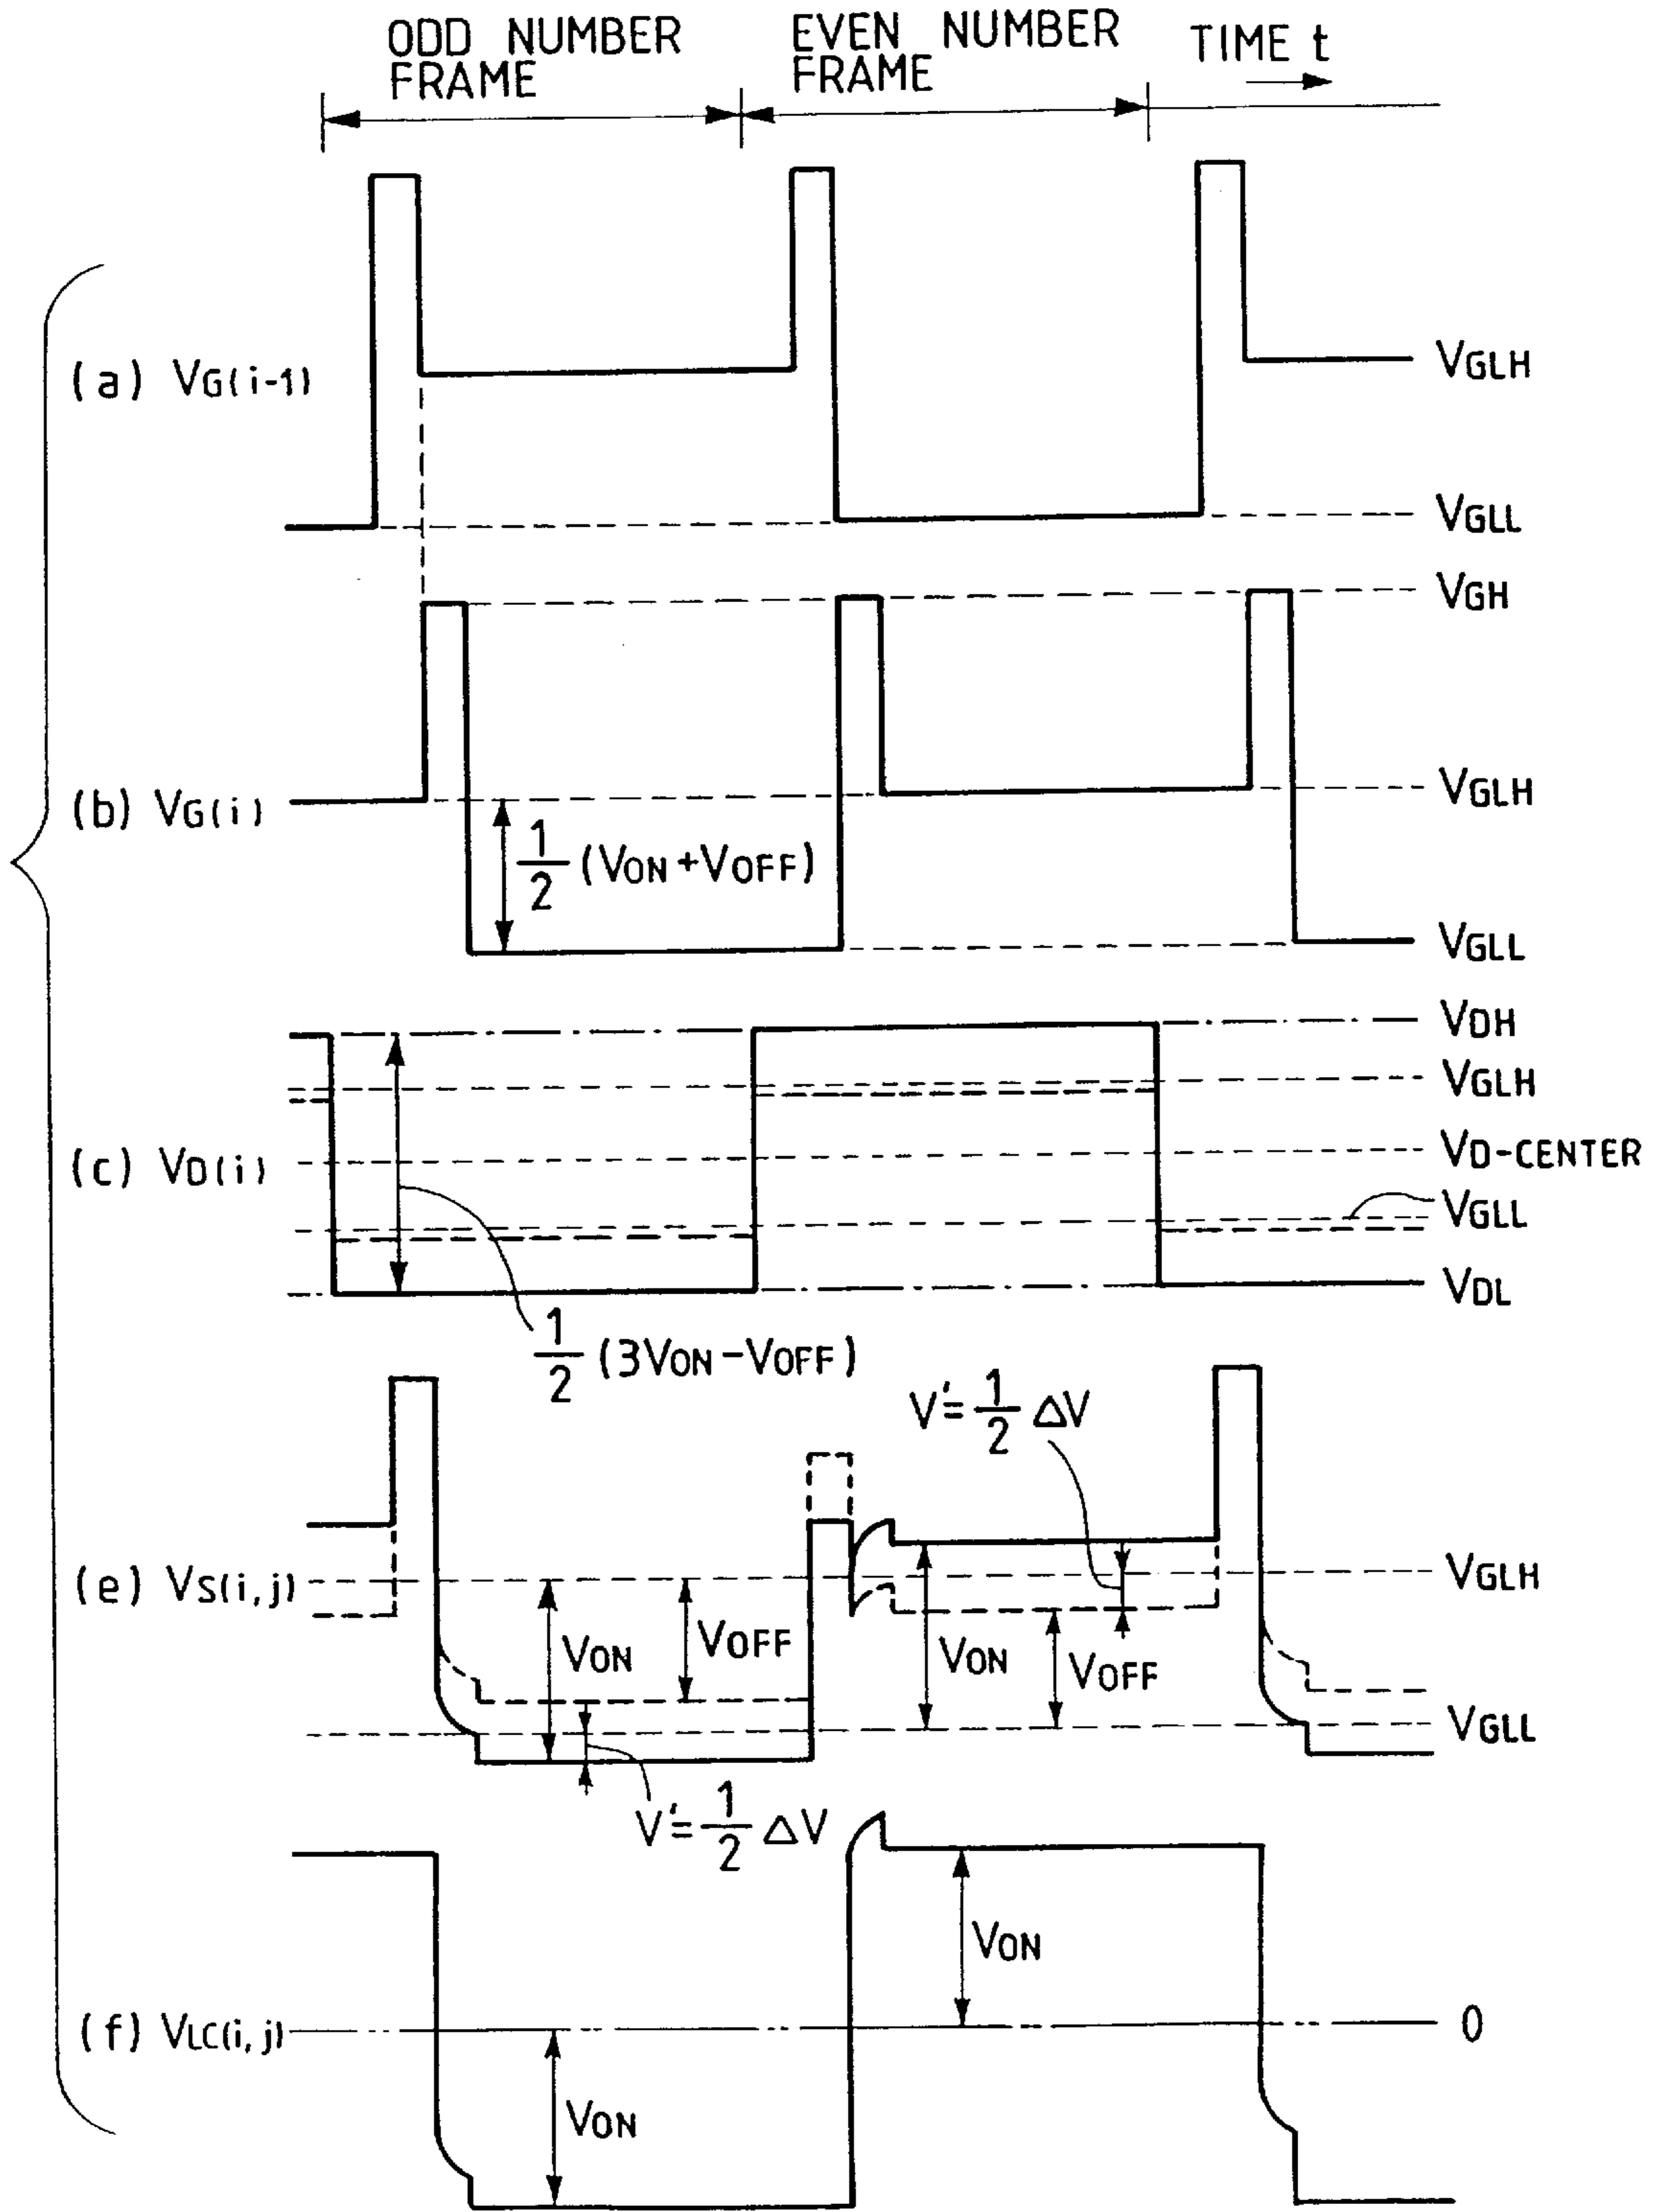 ODD NUMBER
FRAME
EVEN NUMBER
FRAME
TIME t
(a) VG(i-1)
VGLH
VGLL
VGH
(b) VG(i)
VGLH
1/2 (VON+VOFF)
VGLL
VDH
VGLH
(c) VD(i)
VD-CENTER
VGLL
VDL
1/2 (3VON-VOFF)
V'=1/2 ΔV
(e) VS(i,j)
VGLH
VON
VOFF
VON
VOFF
VGLL
V'=1/2 ΔV
VON
(f) VLC(i,j)
0
VON